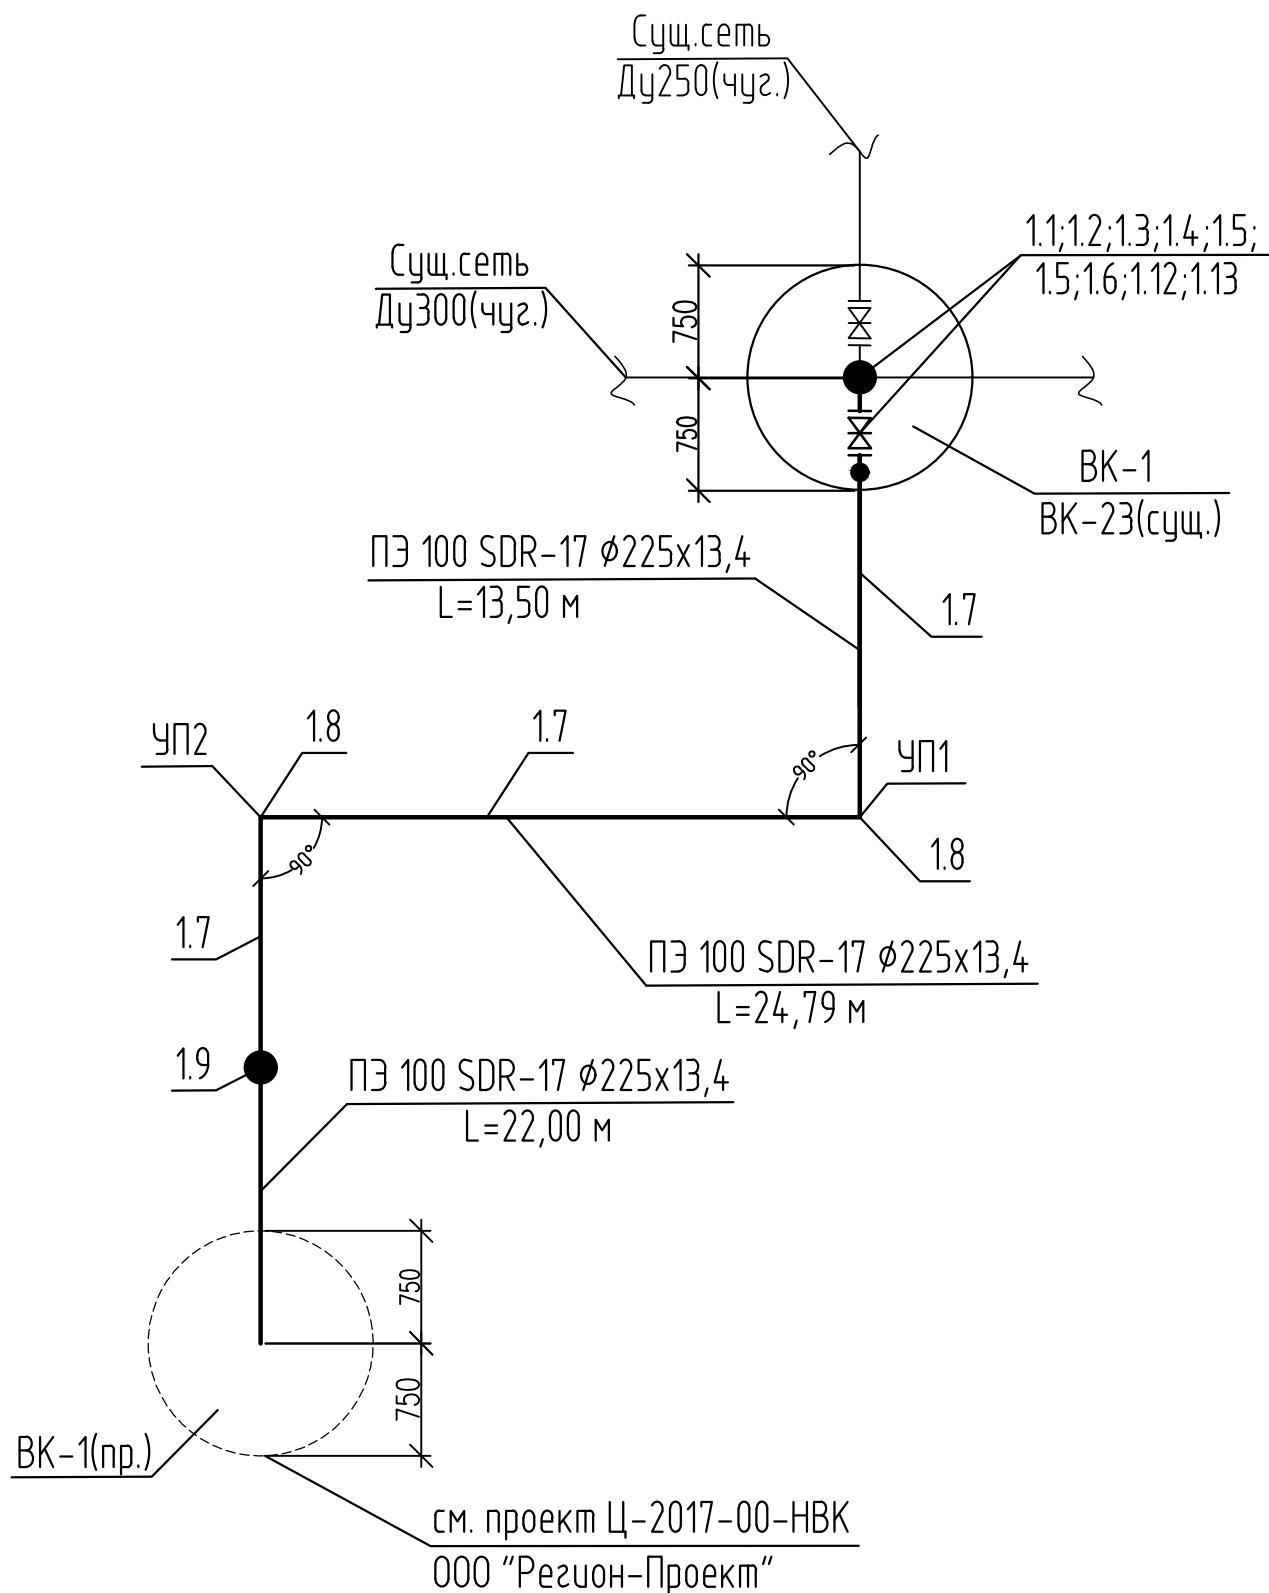 Сущ.сеть
Ду250(чуг.)
1.1;1.2;1.3;1.4;1.5;
1.5;1.6;1.12;1.13
Сущ.сеть
Ду300(чуг.)
750
750
ВК-1
ВК-23(сущ.)
ПЭ 100 SDR-17 ϕ225х13,4
L=13,50 м
1.7
УП2
1.8
1.7
90°
УП1
90°
1.8
1.7
ПЭ 100 SDR-17 ϕ225х13,4
L=24,79 м
1.9
ПЭ 100 SDR-17 ϕ225х13,4
L=22,00 м
750
750
ВК-1(пр.)
см. проект Ц-2017-00-НВК
ООО "Регион-Проект"